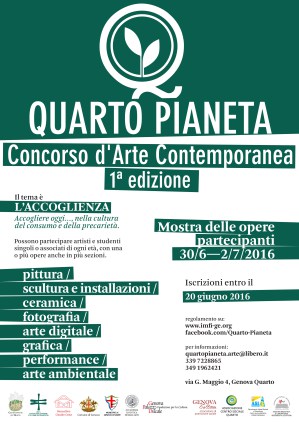 QUARTO PIANETA
Concorso d'Arte Contemporanea
1ª edizione
Il tema è
L'ACCOGLIENZA
Accogliere oggi..., nella cultura
del consumo e della precarietà.
Possono partecipare artisti e studenti
singoli o associati di ogni età, con una
o più opere anche in più sezioni.
pittura /
scultura e installazioni /
ceramica /
fotografia /
arte digitale /
grafica /
performance /
arte ambientale
Mostra delle opere
partecipanti
30/6—2/7/2016
Iscrizioni entro il
20 giugno 2016
regolamento su:
www.imfi-ge.org
facebook.com/Quarto-Pianeta
per informazioni:
quartopianeta.arte@libero.it
339 7228865
349 1962421
via G. Maggio 4, Genova Quarto